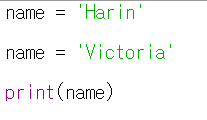 name = 'Harin'
name = 'Victoria'
print(name)